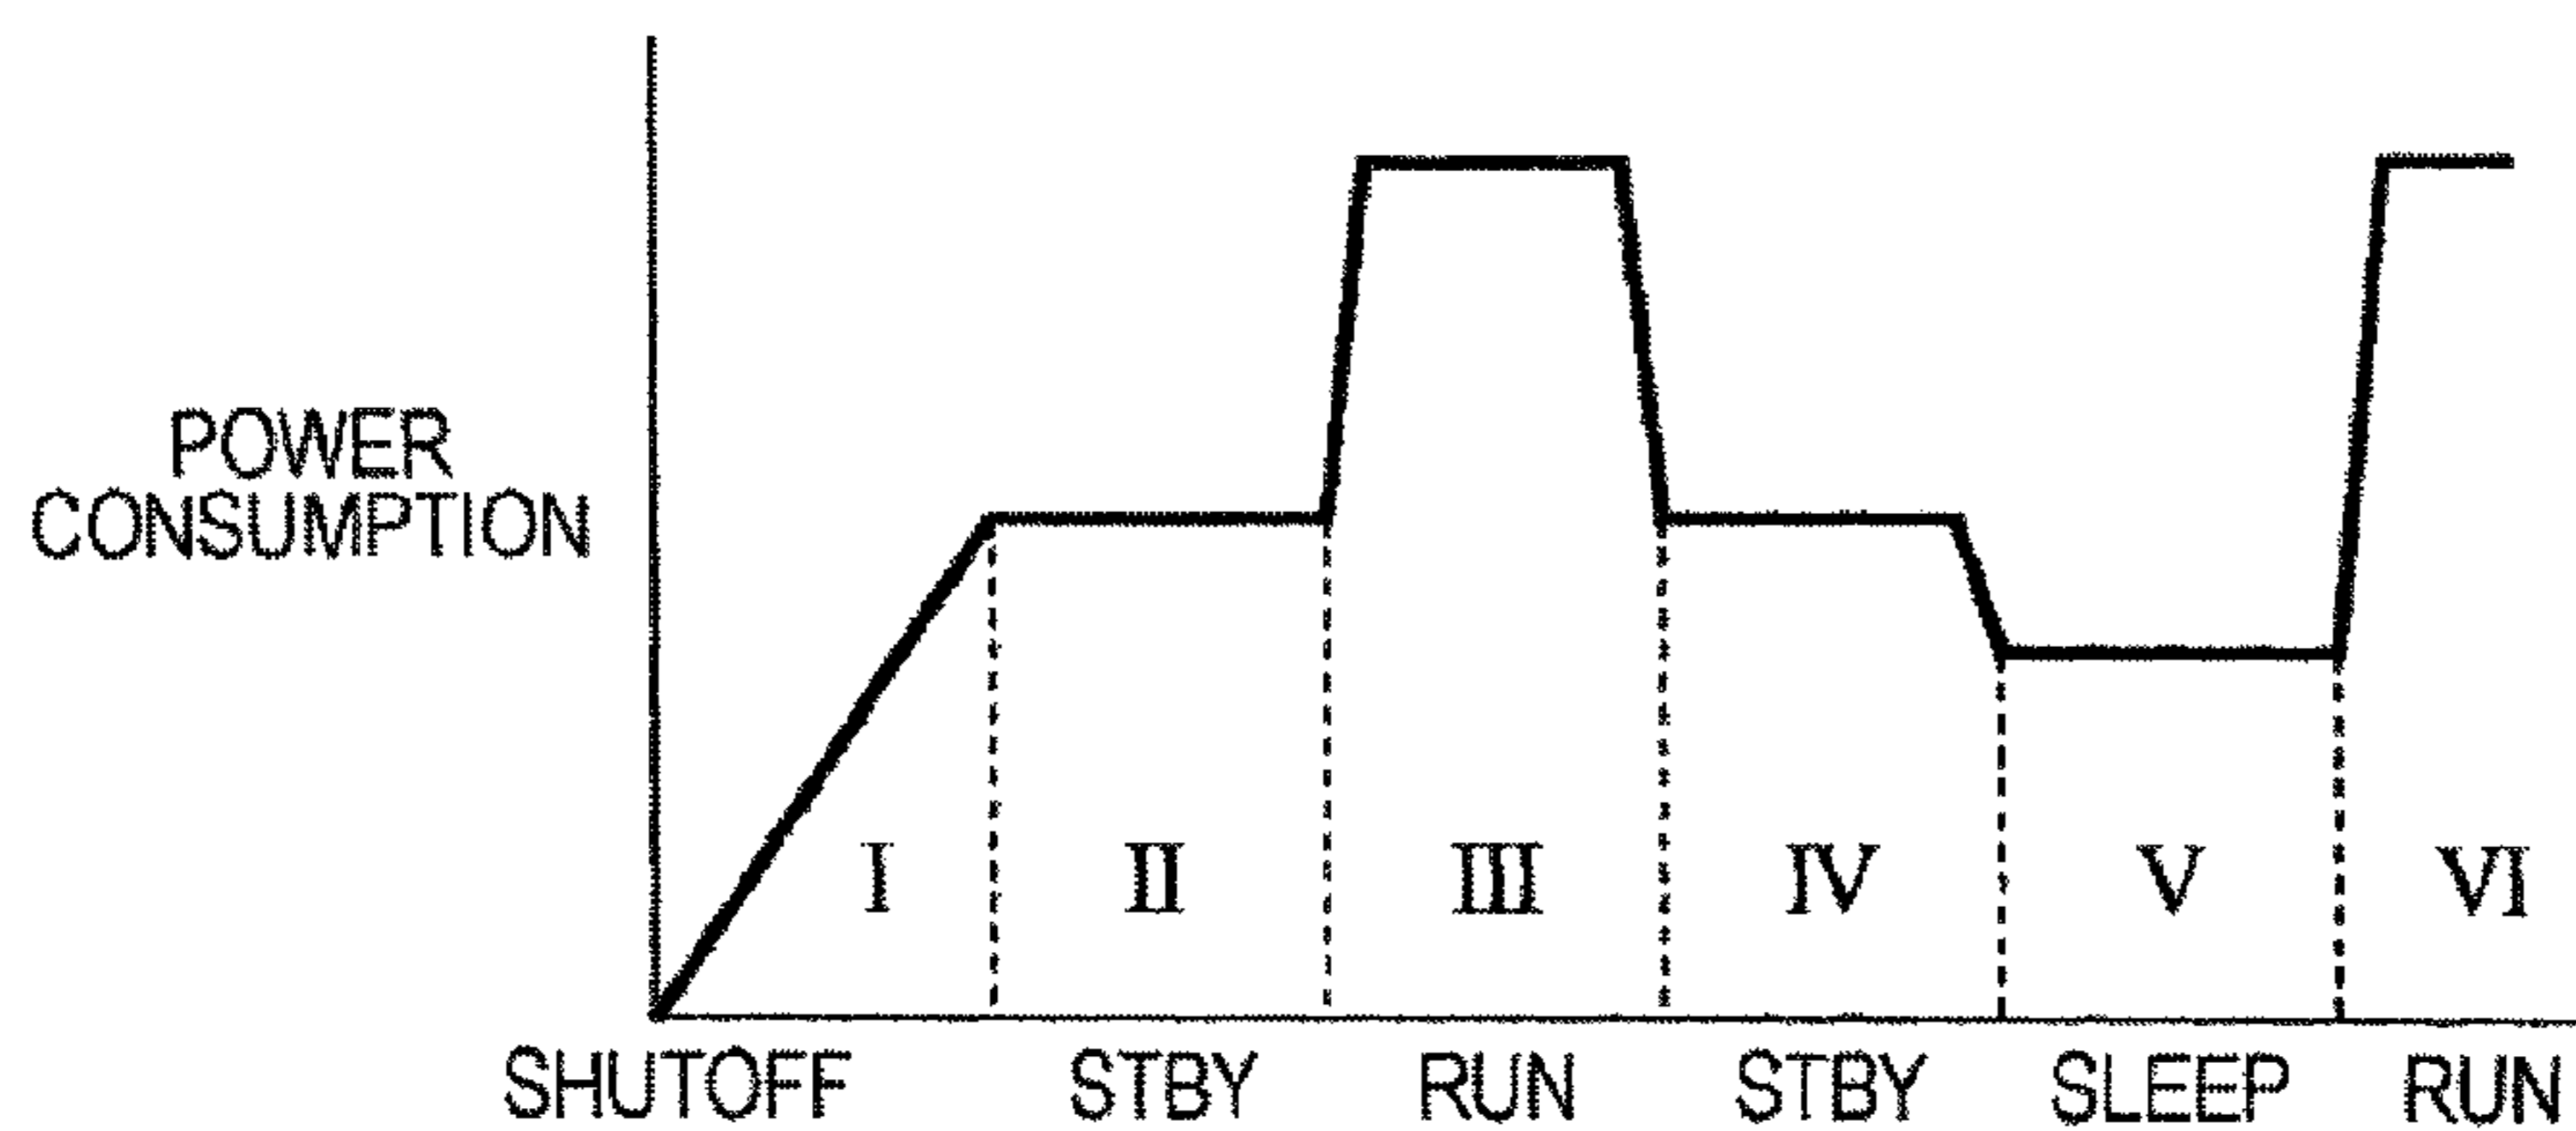 POWER
CONSUMPTION
I II III IV V VI
SHUTOFF STBY RUN STBY SLEEP RUN